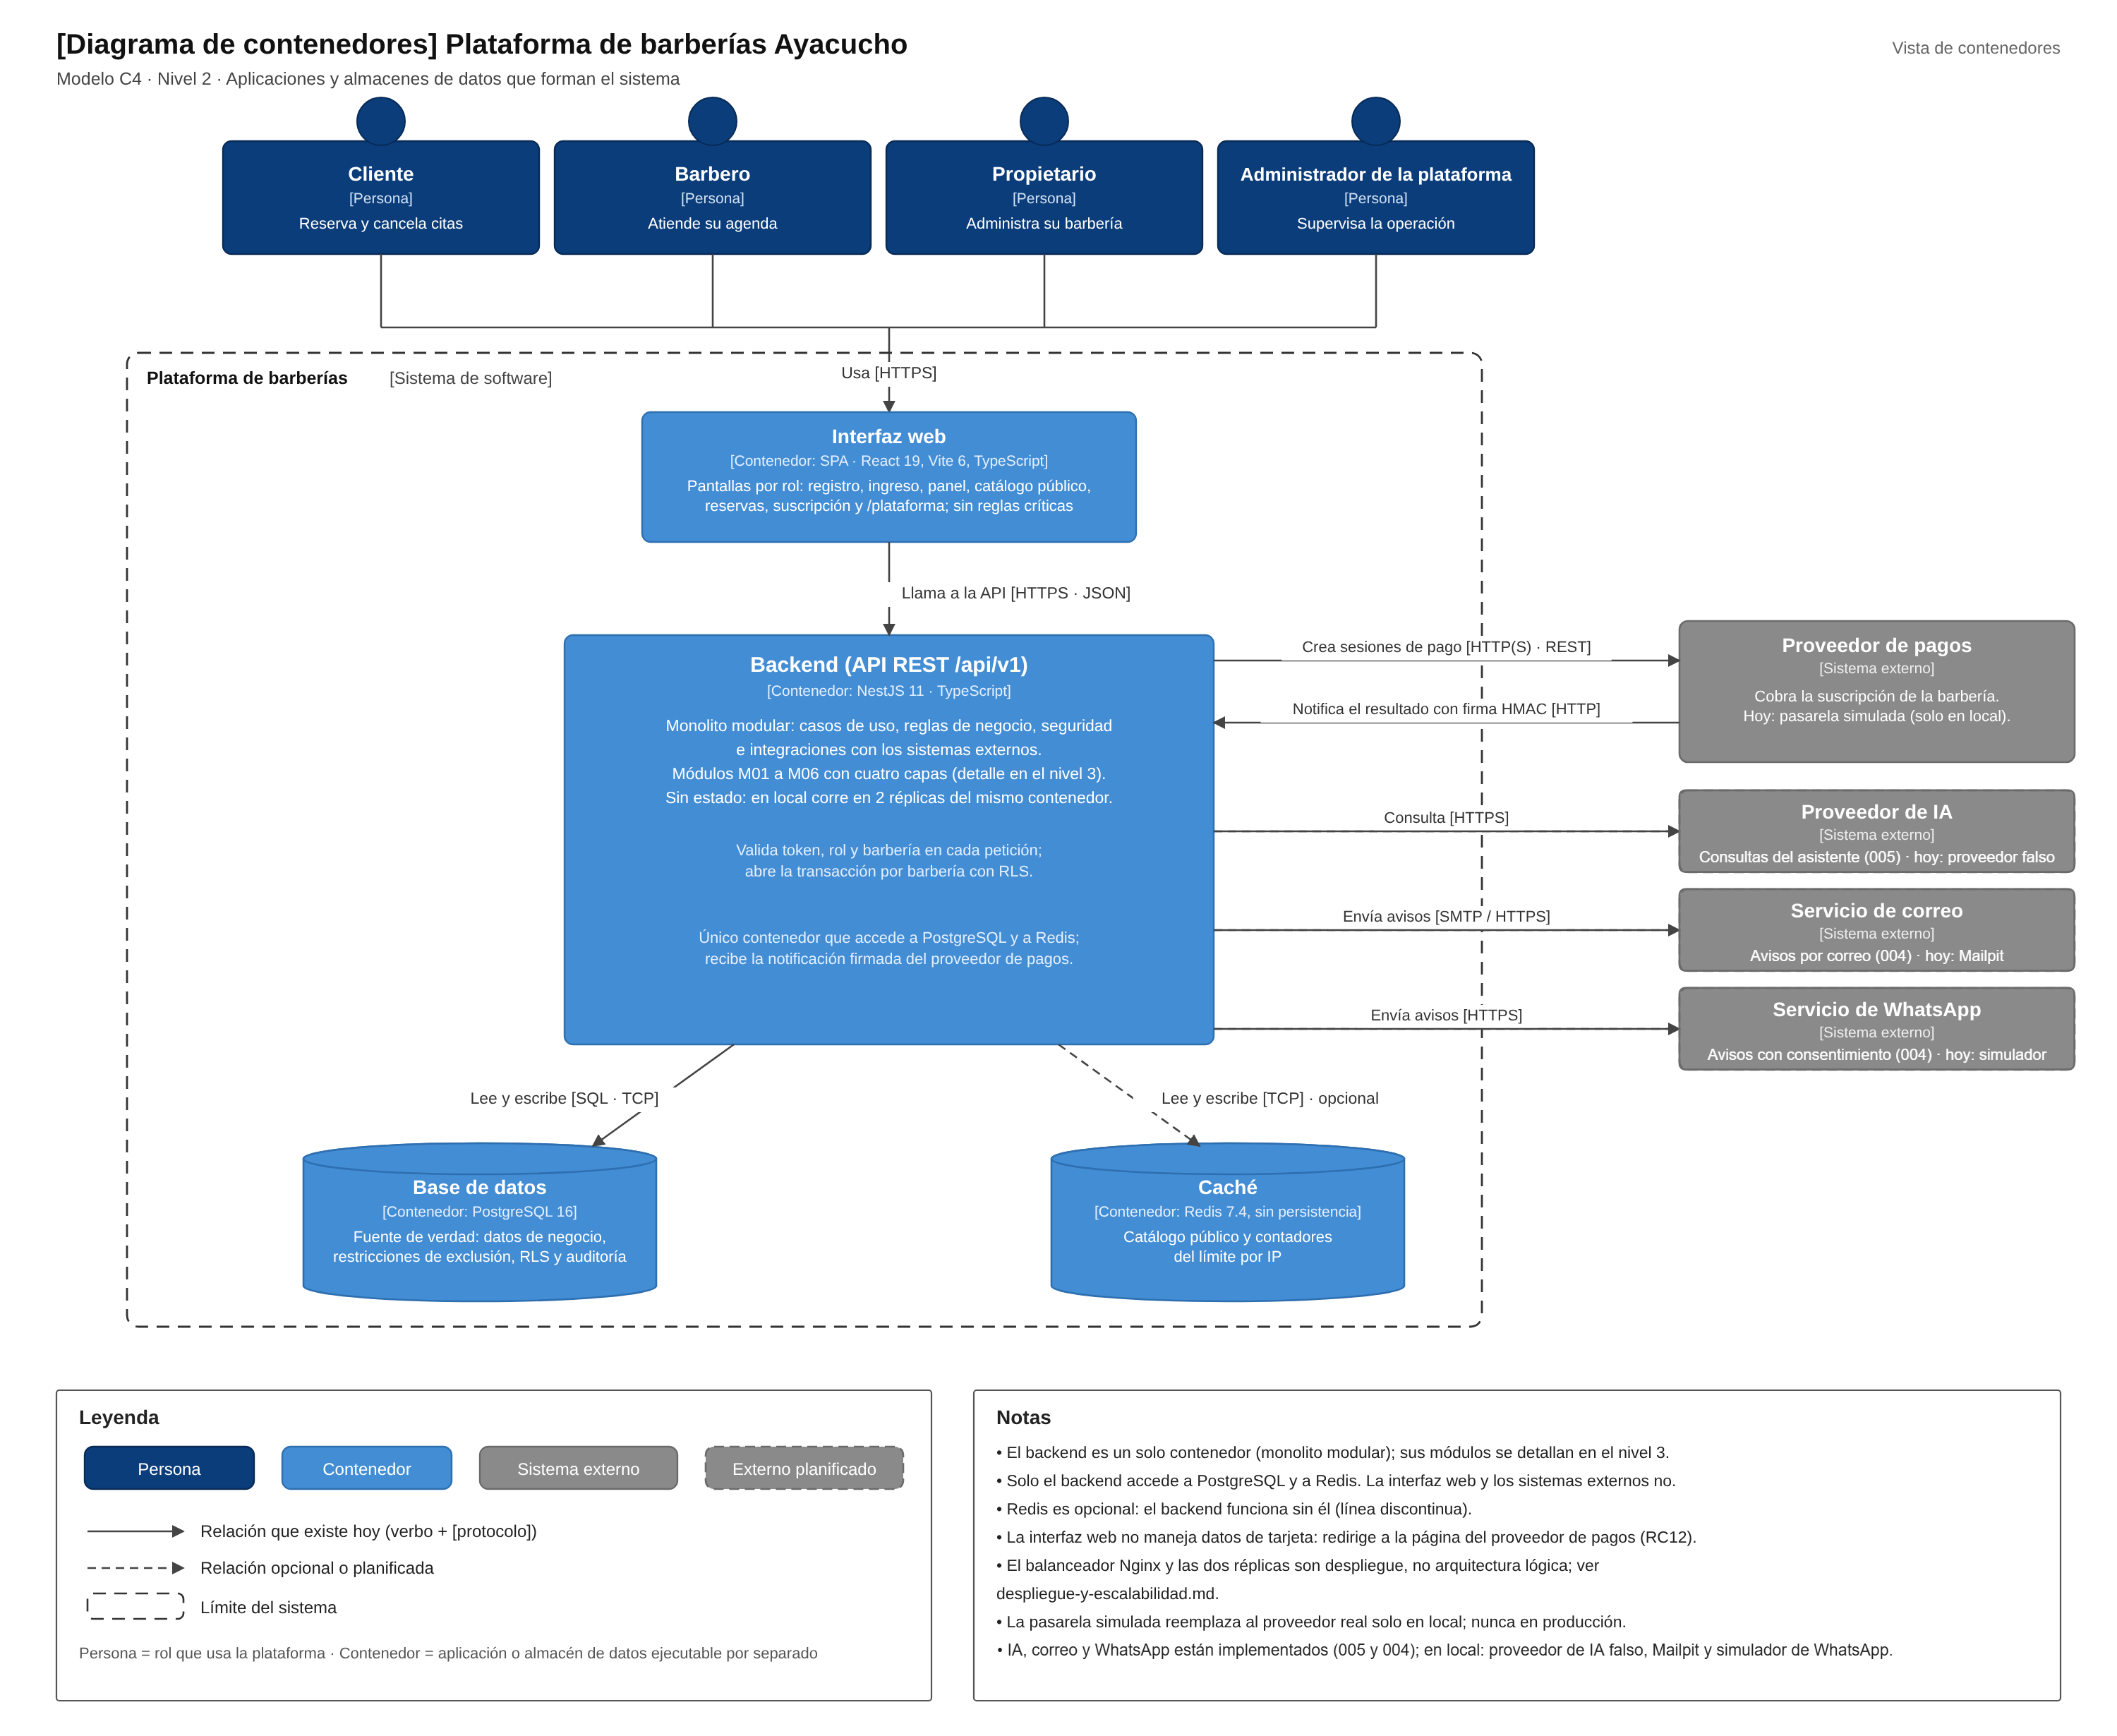 [Diagrama de contenedores] Plataforma de barberías Ayacucho
Vista de contenedores
Modelo C4 · Nivel 2 · Aplicaciones y almacenes de datos que forman el sistema
Cliente
[Persona]
Reserva y cancela citas
Barbero
[Persona]
Atiende su agenda
Propietario
[Persona]
Administra su barbería
Administrador de la plataforma
[Persona]
Supervisa la operación
Plataforma de barberías [Sistema de software]
Usa [HTTPS]
Interfaz web
[Contenedor: SPA · React 19, Vite 6, TypeScript]
Pantallas por rol: registro, ingreso, panel, catálogo público,
reservas, suscripción y /plataforma; sin reglas críticas
Llama a la API [HTTPS · JSON]
Backend (API REST /api/v1)
[Contenedor: NestJS 11 · TypeScript]
Monolito modular: casos de uso, reglas de negocio, seguridad
e integraciones con los sistemas externos.
Módulos M01 a M06 con cuatro capas (detalle en el nivel 3).
Sin estado: en local corre en 2 réplicas del mismo contenedor.
Valida token, rol y barbería en cada petición;
abre la transacción por barbería con RLS.
Único contenedor que accede a PostgreSQL y a Redis;
recibe la notificación firmada del proveedor de pagos.
Crea sesiones de pago [HTTP(S) · REST]
Notifica el resultado con firma HMAC [HTTP]
Consulta [HTTPS]
Envía avisos [SMTP / HTTPS]
Envía avisos [HTTPS]
Proveedor de pagos
[Sistema externo]
Cobra la suscripción de la barbería.
Hoy: pasarela simulada (solo en local).
Proveedor de IA
[Sistema externo]
Consultas del asistente (005) · hoy: proveedor falso
Servicio de correo
[Sistema externo]
Avisos por correo (004) · hoy: Mailpit
Servicio de WhatsApp
[Sistema externo]
Avisos con consentimiento (004) · hoy: simulador
Lee y escribe [SQL · TCP]
Lee y escribe [TCP] · opcional
Base de datos
[Contenedor: PostgreSQL 16]
Fuente de verdad: datos de negocio,
restricciones de exclusión, RLS y auditoría
Caché
[Contenedor: Redis 7.4, sin persistencia]
Catálogo público y contadores
del límite por IP
Leyenda
Persona
Contenedor
Sistema externo
Externo planificado
Relación que existe hoy (verbo + [protocolo])
Relación opcional o planificada
Límite del sistema
Persona = rol que usa la plataforma · Contenedor = aplicación o almacén de datos ejecutable por separado
Notas
• El backend es un solo contenedor (monolito modular); sus módulos se detallan en el nivel 3.
• Solo el backend accede a PostgreSQL y a Redis. La interfaz web y los sistemas externos no.
• Redis es opcional: el backend funciona sin él (línea discontinua).
• La interfaz web no maneja datos de tarjeta: redirige a la página del proveedor de pagos (RC12).
• El balanceador Nginx y las dos réplicas son despliegue, no arquitectura lógica; ver
despliegue-y-escalabilidad.md.
• La pasarela simulada reemplaza al proveedor real solo en local; nunca en producción.
• IA, correo y WhatsApp están implementados (005 y 004); en local: proveedor de IA falso, Mailpit y simulador de WhatsApp.